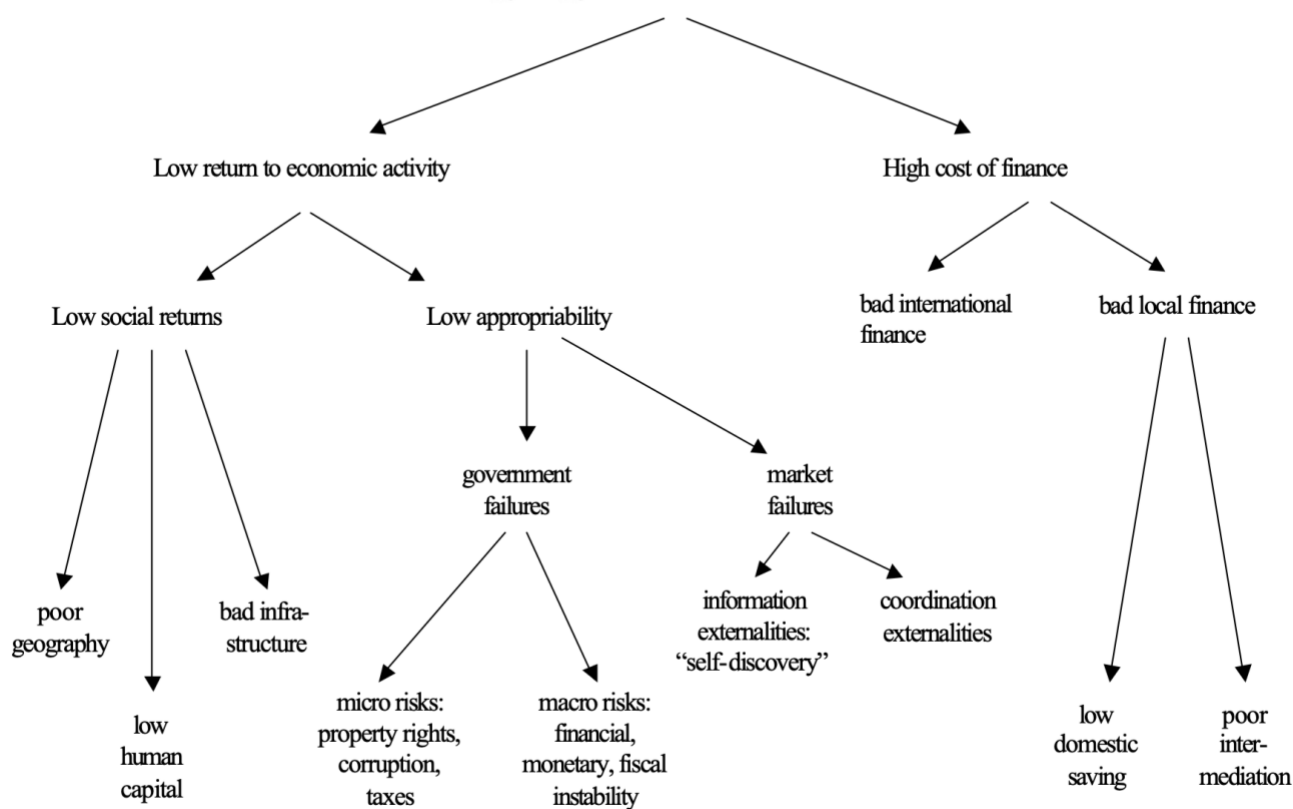 Low return to economic activity
High cost of finance
Low social returns
Low appropriability
bad international
finance
bad local finance
government
failures
market
failures
poor
geography
bad infra-
structure
information
externalities:
“self-discovery”
coordination
externalities
low
human
capital
micro risks:
property rights,
corruption,
taxes
macro risks:
financial,
monetary, fiscal
instability
low
domestic
saving
poor
inter-
mediation